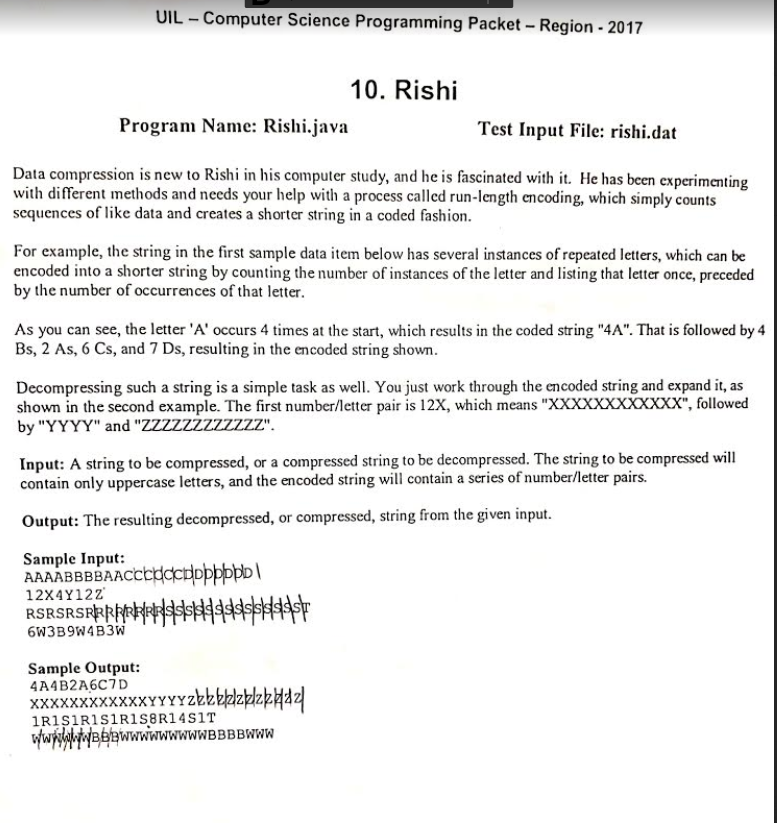 UIL – Computer Science Programming Packet – Region - 2017
10. Rishi
Program Name: Rishi.java Test Input File: rishi.dat
Data compression is new to Rishi in his computer study, and he is fascinated with it. He has been experimenting
with different methods and needs your help with a process called run-length encoding, which simply counts
sequences of like data and creates a shorter string in a coded fashion.
For example, the string in the first sample data item below has several instances of repeated letters, which can be
encoded into a shorter string by counting the number of instances of the letter and listing that letter once, preceded
by the number of occurrences of that letter.
As you can see, the letter 'A' occurs 4 times at the start, which results in the coded string "4A". That is followed by 4
Bs, 2 As, 6 Cs, and 7 Ds, resulting in the encoded string shown.
Decompressing such a string is a simple task as well. You just work through the encoded string and expand it, as
shown in the second example. The first number/letter pair is 12X, which means "XXXXXXXXXXXX", followed
by "YYYY" and "ZZZZZZZZZZZZ".
Input: A string to be compressed, or a compressed string to be decompressed. The string to be compressed will
contain only uppercase letters, and the encoded string will contain a series of number/letter pairs.
Output: The resulting decompressed, or compressed, string from the given input.
Sample Input:
AAAABBBBAACCCCCCDDDDDDD
12X4Y12Z
RSRSRSRRRRRRRRSSSSSSSSSSSSSST
6W3B9W4B3W
Sample Output:
4A4B2A6C7D
XXXXXXXXXXXXYYYYZZZZZZZZZZZZ
1R1S1R1S1R1S8R14S1T
WWWWWWBBBWWWWWWWWWBBBBWWW